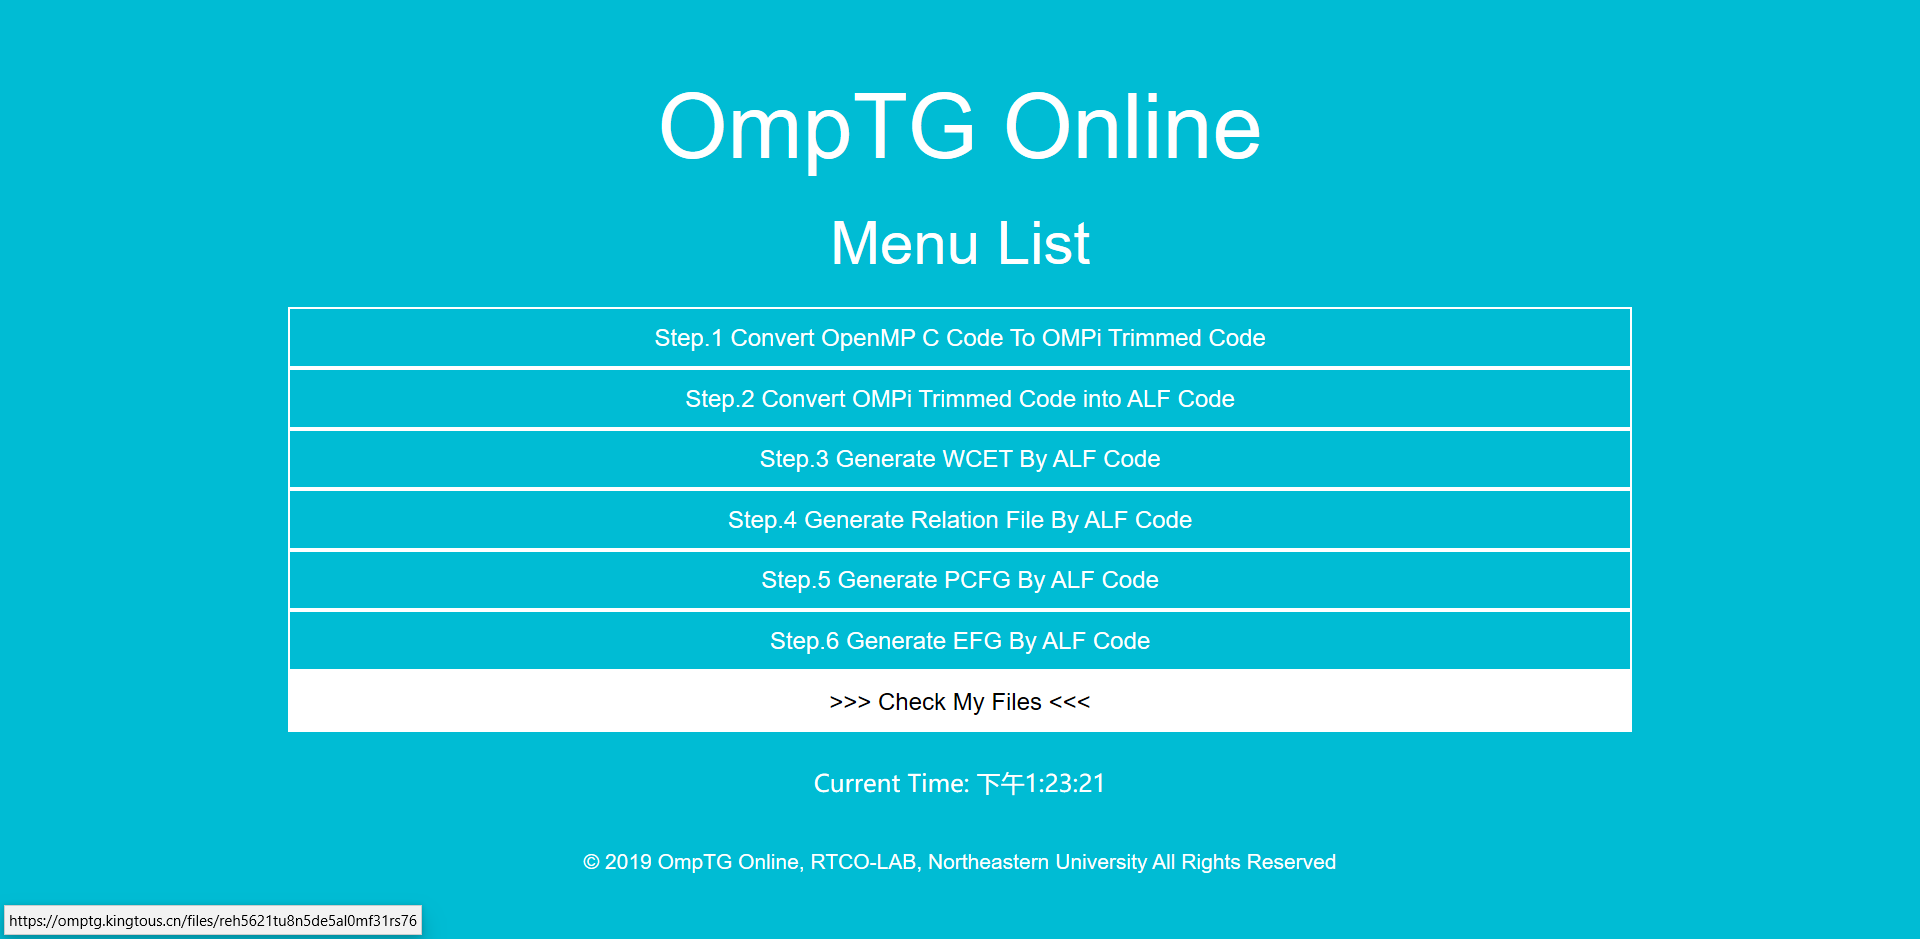 OmpTG Online
Menu List
Step.1 Convert OpenMP C Code To OMPi Trimmed Code
Step.2 Convert OMPi Trimmed Code into ALF Code
Step.3 Generate WCET By ALF Code
Step.4 Generate Relation File By ALF Code
Step.5 Generate PCFG By ALF Code
Step.6 Generate EFG By ALF Code
>>> Check My Files <<<
Current Time: 下午1:23:21
© 2019 OmpTG Online, RTCO-LAB, Northeastern University All Rights Reserved
https://omptg.kingtous.cn/files/reh5621tu8n5de5al0mf31rs76